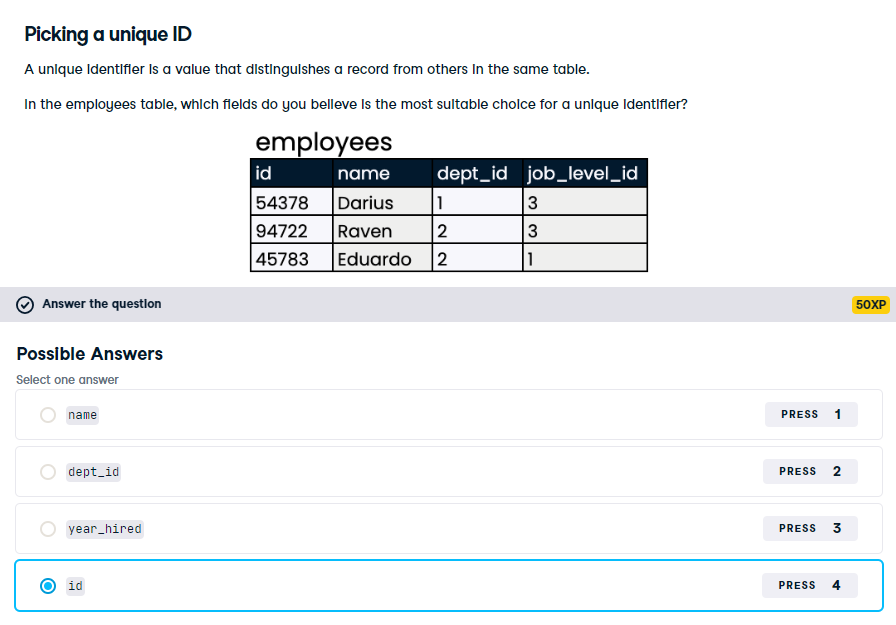 Picking a unique ID
A unique identifier is a value that distinguishes a record from others in the same table.
In the employees table, which fields do you believe is the most suitable choice for a unique identifier?
employees
id name dept_id job_level_id
54378 Darius 1 3
94722 Raven 2 3
45783 Eduardo 2 1
Answer the question 50XP
Possible Answers
Select one answer
name PRESS 1
dept_id PRESS 2
year_hired PRESS 3
id PRESS 4